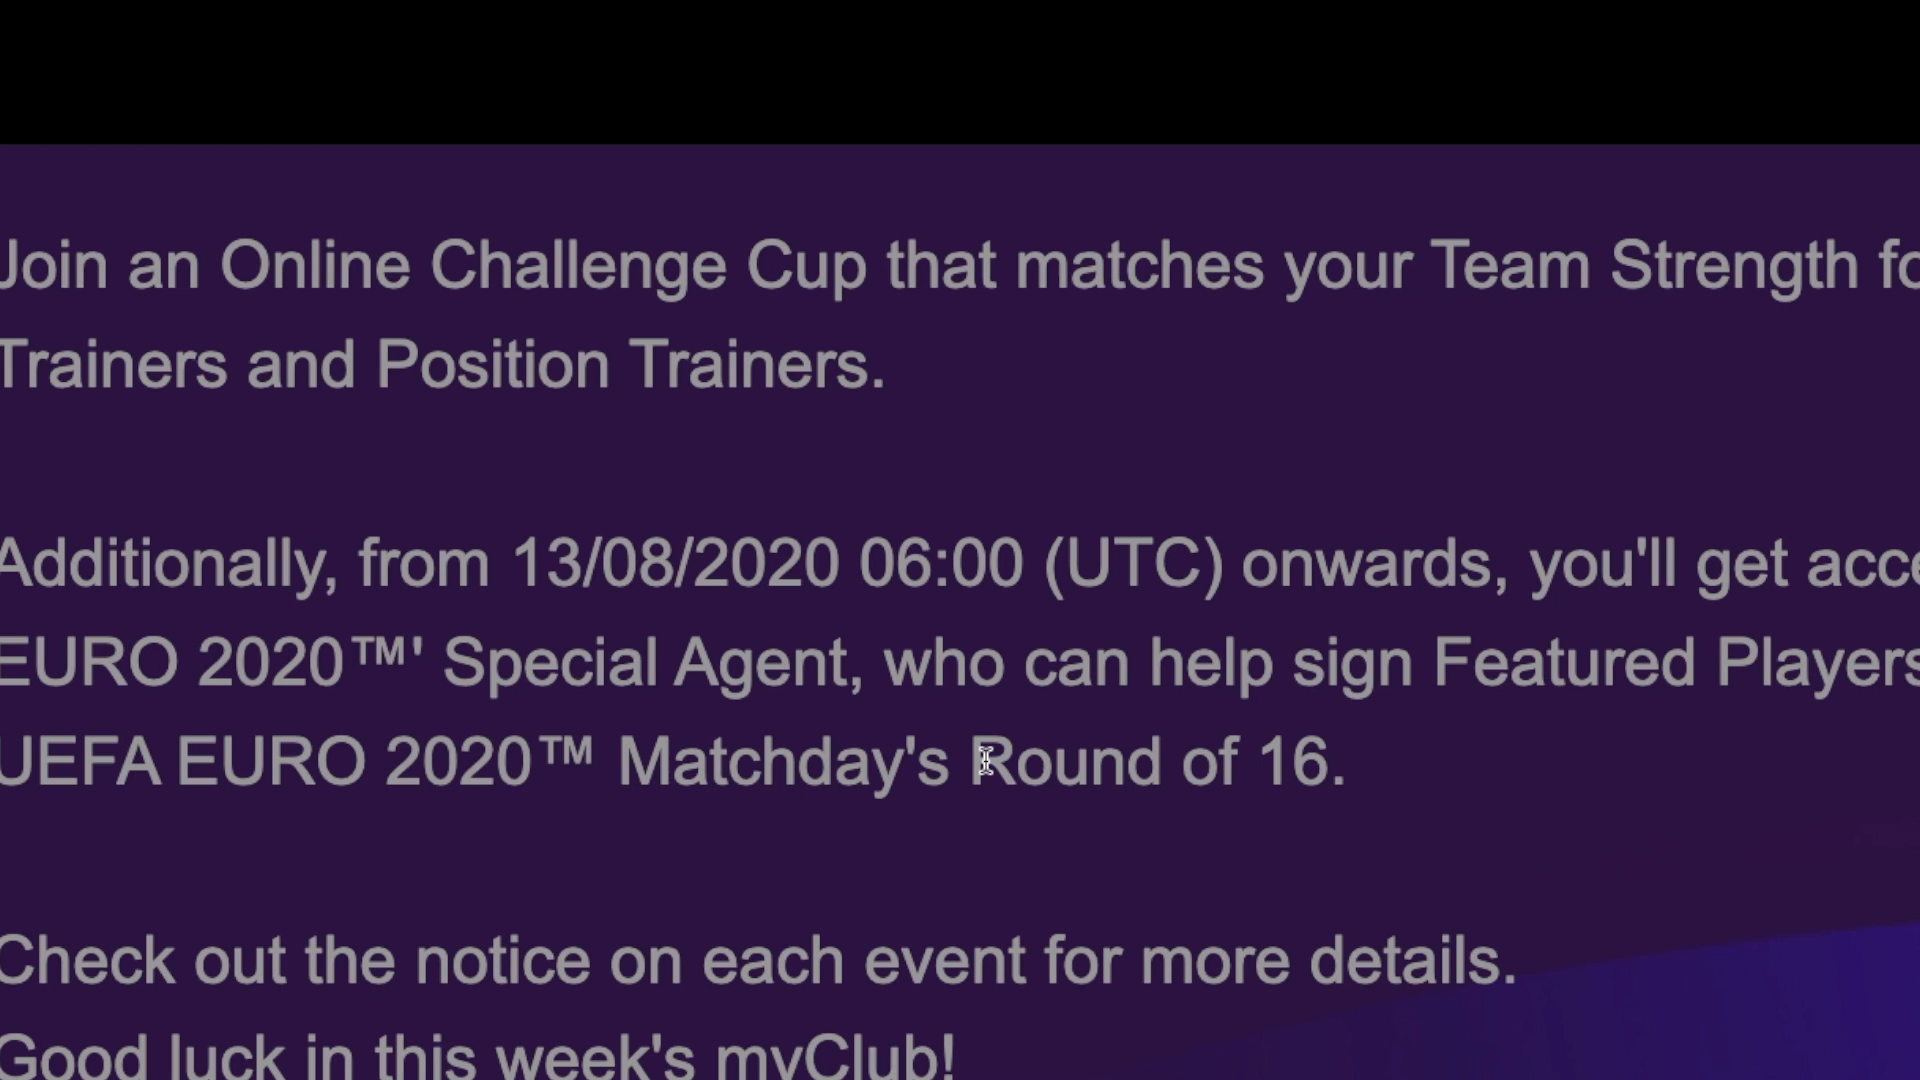 Join an Online Challenge Cup that matches your Team Strength fo
Trainers and Position Trainers.
Additionally, from 13/08/2020 06:00 (UTC) onwards, you'll get acce
EURO 2020™' Special Agent, who can help sign Featured Players
UEFA EURO 2020™ Matchday's Round of 16.
Check out the notice on each event for more details.
Good luck in this week's myClub!